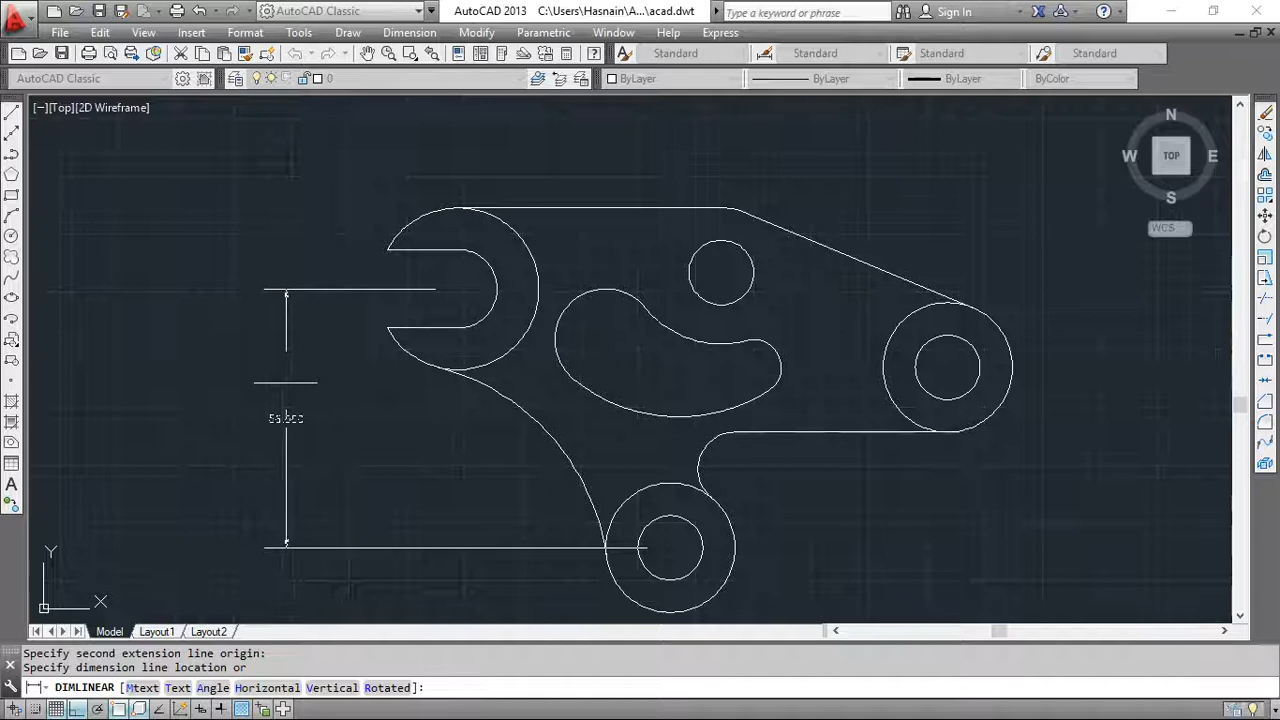 AutoCAD Classic
AutoCAD 2013 C:\Users\Hasnain\A...\acad.dwt
Type a keyword or phrase
Sign In
File Edit View Insert Format Tools Draw Dimension Modify Parametric Window Help Express
Standard Standard Standard Standard
AutoCAD Classic 0 ByLayer ByLayer ByLayer ByColor
[−][Top][2D Wireframe]
N
W TOP E
S
WCS
Y
X
Model Layout1 Layout2
Specify second extension line origin:
Specify dimension line location or
DIMLINEAR [Mtext Text Angle Horizontal Vertical Rotated]: